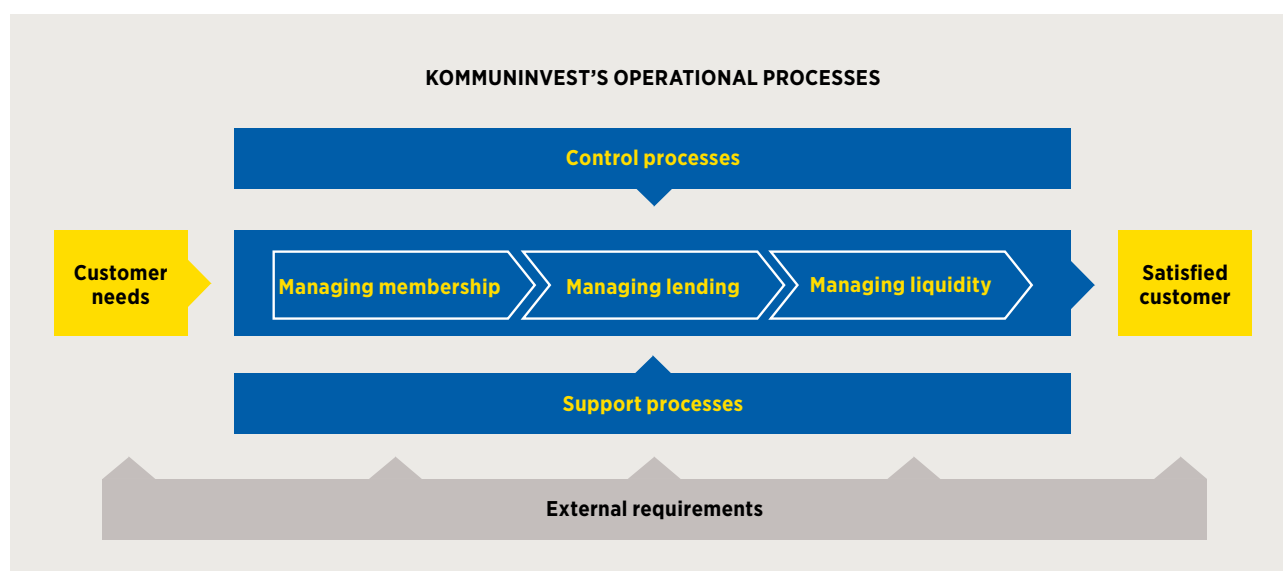 KOMMUNINVEST’S OPERATIONAL PROCESSES
Control processes
Customer
needs
Managing membership
Managing lending
Managing liquidity
Satisfied
customer
Support processes
External requirements